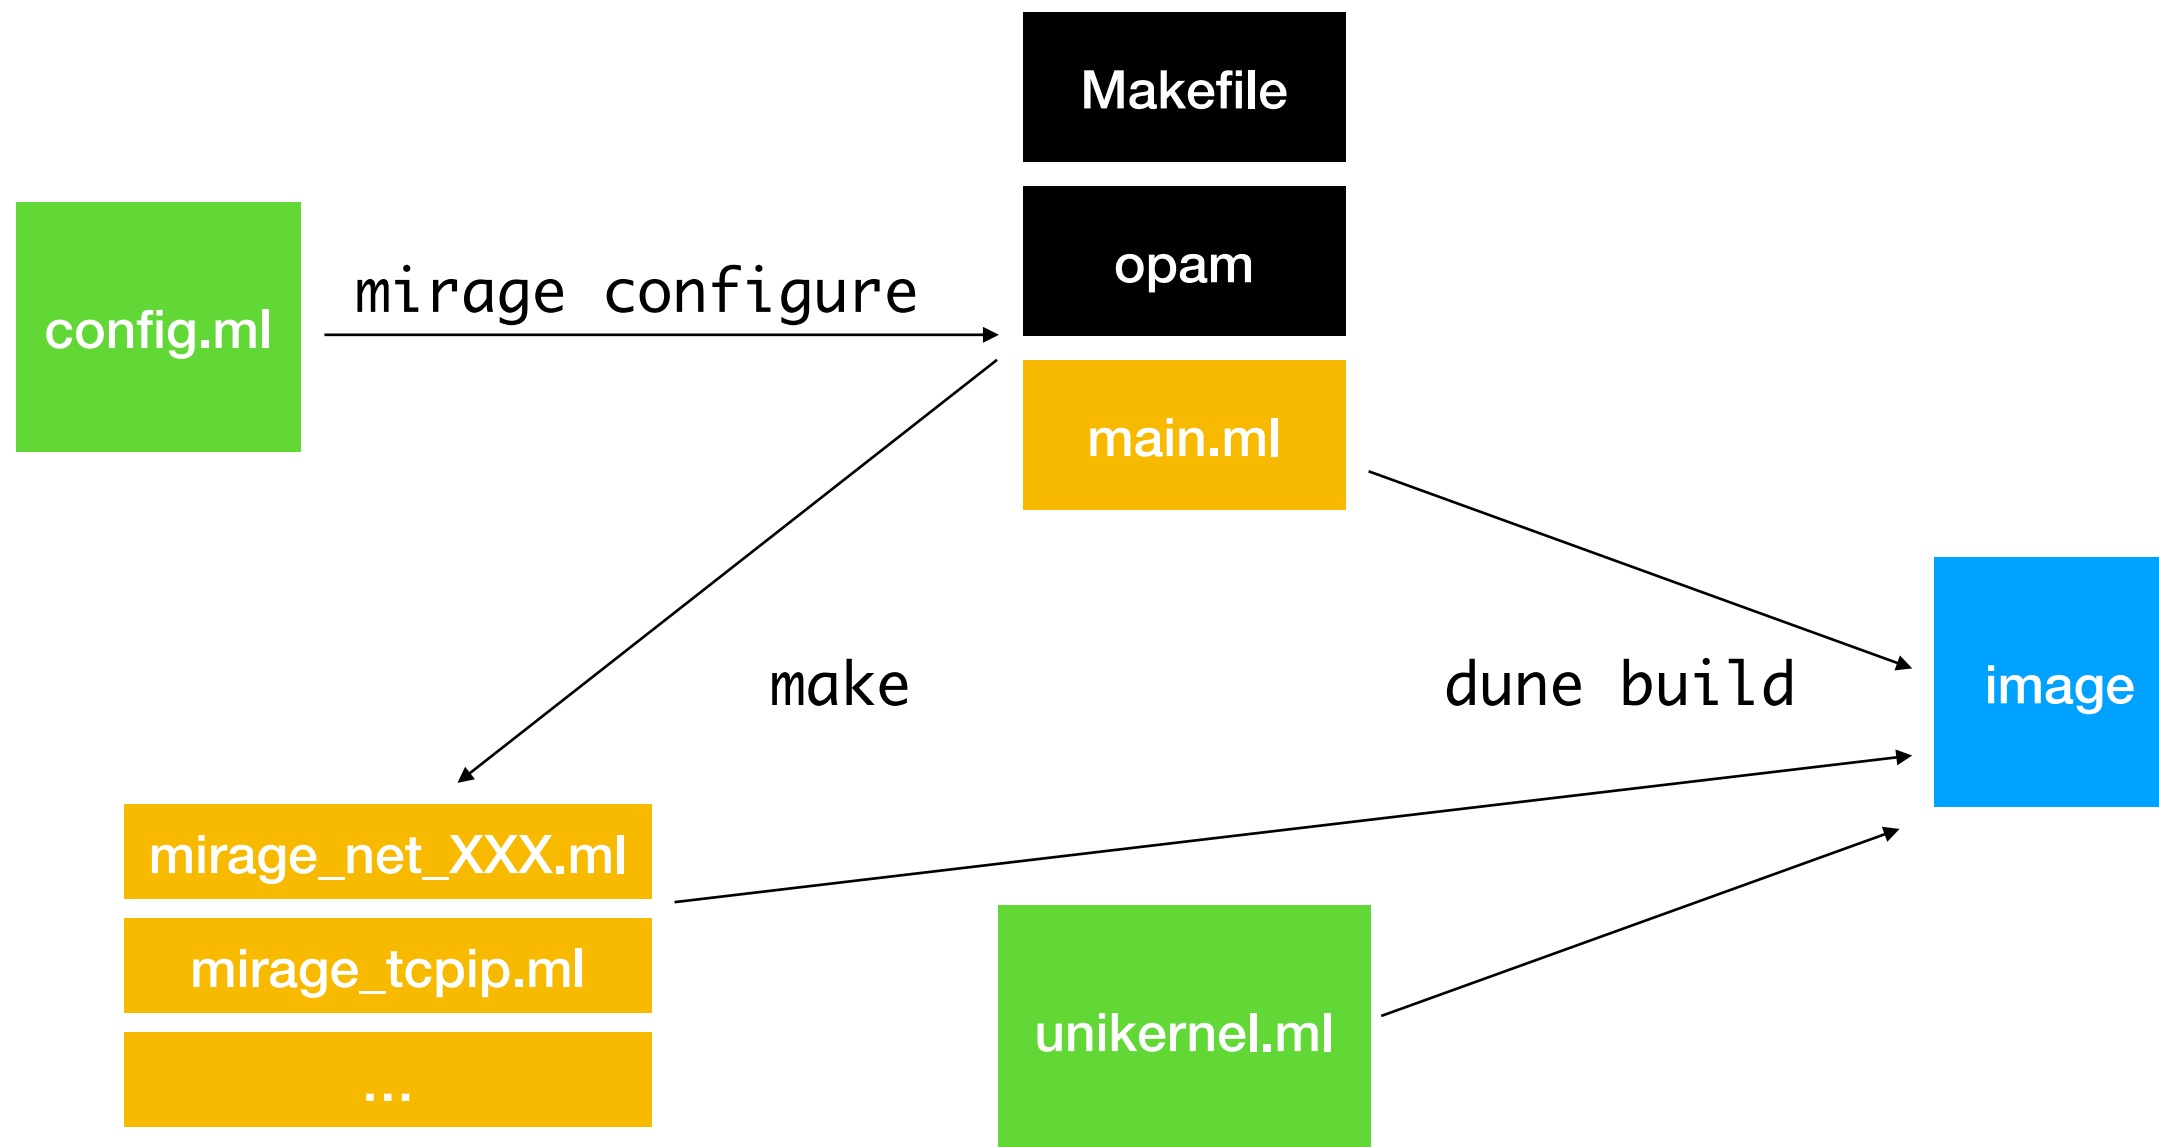 Makefile
opam
config.ml
mirage configure
main.ml
make
dune build
image
mirage_net_XXX.ml
mirage_tcpip.ml
...
unikernel.ml